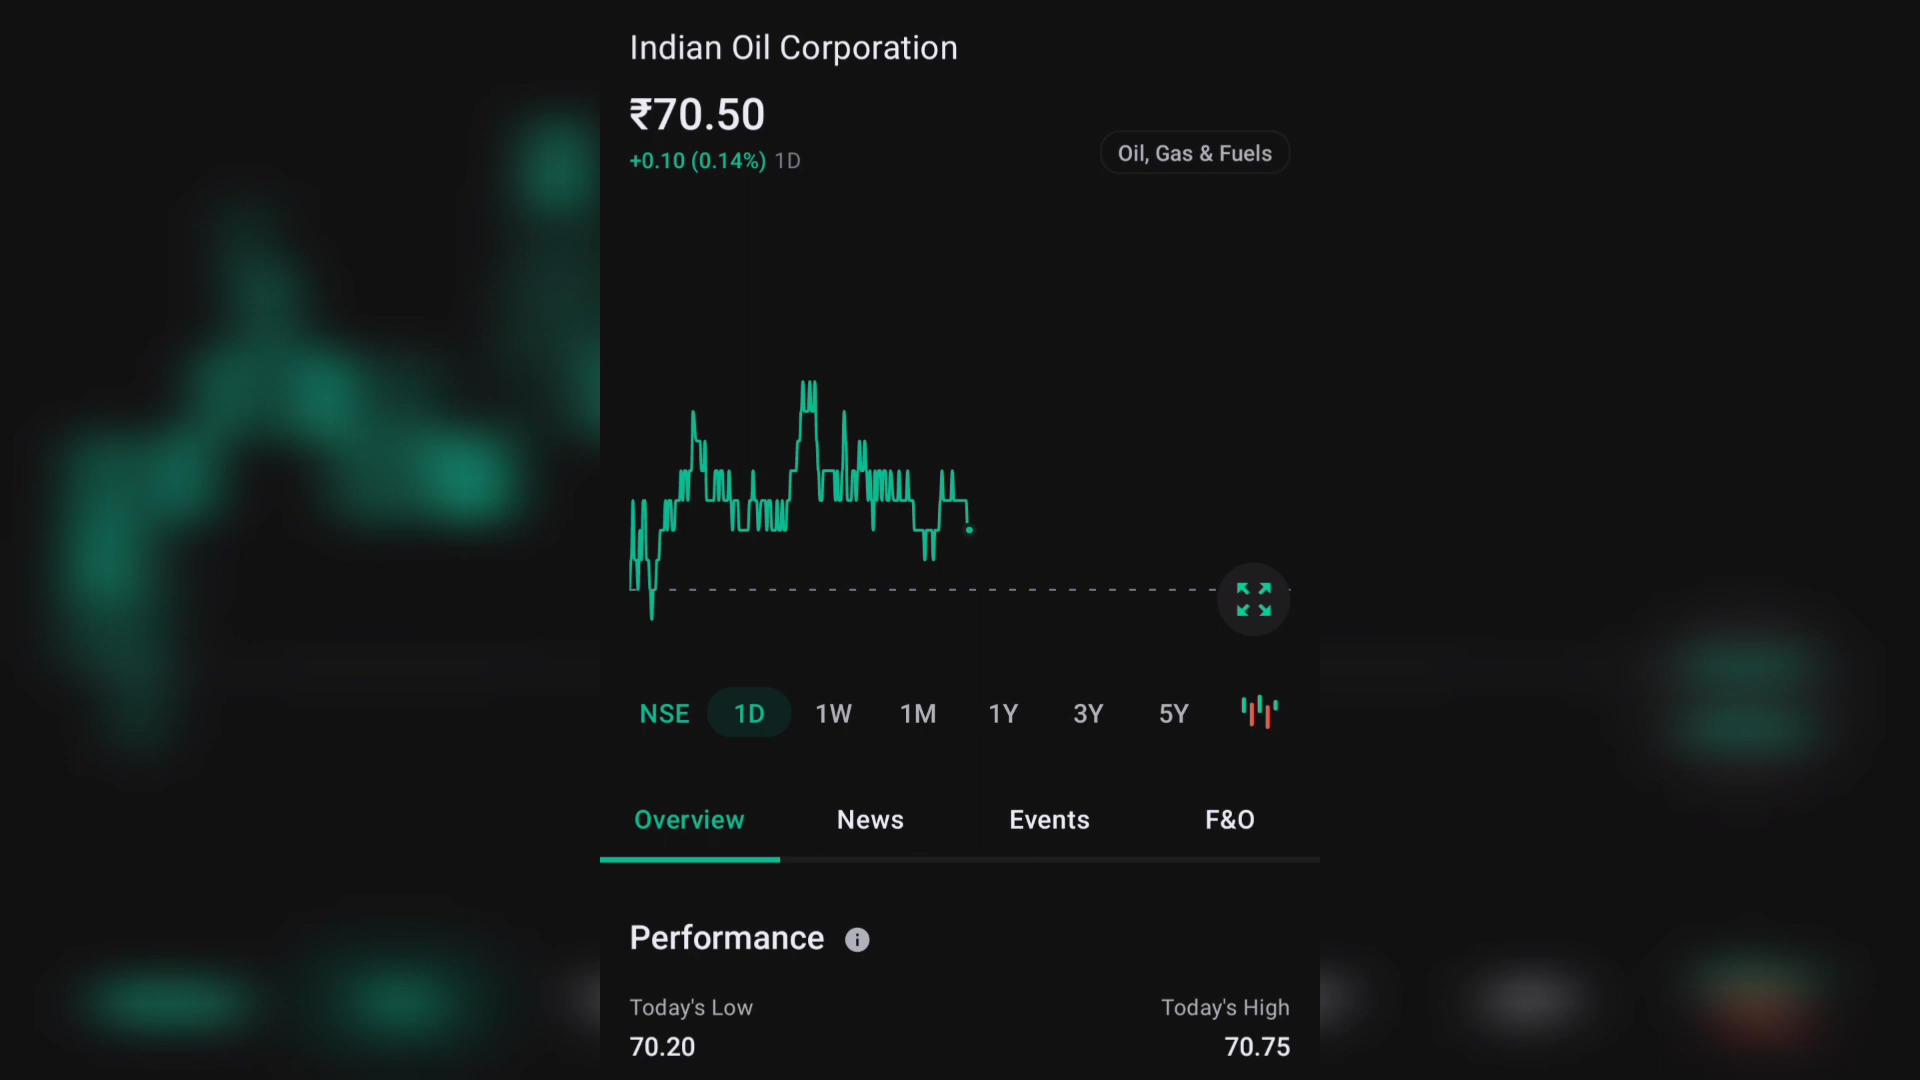 Indian Oil Corporation
₹70.50
+0.10 (0.14%) 1D
Oil, Gas & Fuels
NSE 1D 1W 1M 1Y 3Y 5Y
Overview News Events F&O
Performance
Today's Low Today's High
70.20 70.75